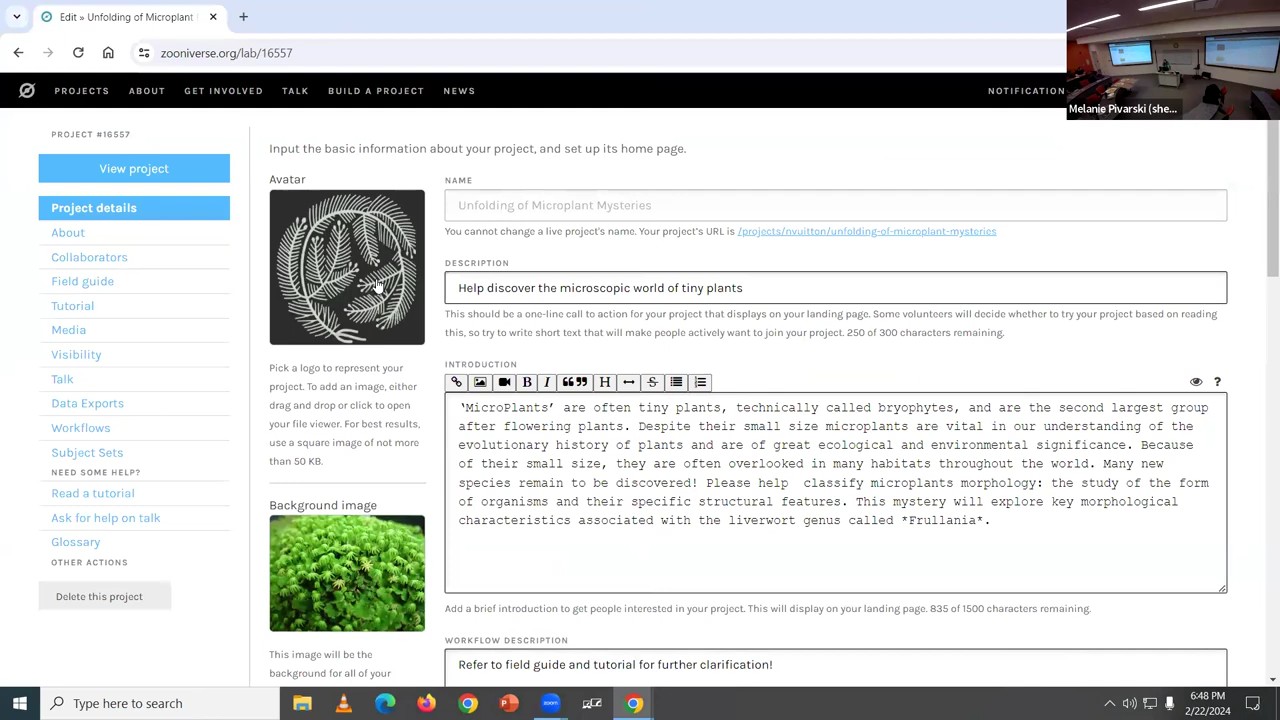 Edit » Unfolding of Microplant
zooniverse.org/lab/16557
Melanie Pivarski (she...
PROJECTS
ABOUT
GET INVOLVED
TALK
BUILD A PROJECT
NEWS
NOTIFICATION
PROJECT #16557
View project
Project details
About
Collaborators
Field guide
Tutorial
Media
Visibility
Talk
Data Exports
Workflows
Subject Sets
NEED SOME HELP?
Read a tutorial
Ask for help on talk
Glossary
OTHER ACTIONS
Delete this project
Input the basic information about your project, and set up its home page.
Avatar
Pick a logo to represent your
project. To add an image, either
drag and drop or click to open
your file viewer. For best results,
use a square image of not more
than 50 KB.
Background image
This image will be the
background for all of your
NAME
Unfolding of Microplant Mysteries
You cannot change a live project's name. Your project's URL is /projects/nvuitton/unfolding-of-microplant-mysteries
DESCRIPTION
Help discover the microscopic world of tiny plants
This should be a one-line call to action for your project that displays on your landing page. Some volunteers will decide whether to try your project based on reading
this, so try to write short text that will make people actively want to join your project. 250 of 300 characters remaining.
INTRODUCTION
B I H S ?
'MicroPlants' are often tiny plants, technically called bryophytes, and are the second largest group
after flowering plants. Despite their small size microplants are vital in our understanding of the
evolutionary history of plants and are of great ecological and environmental significance. Because
of their small size, they are often overlooked in many habitats throughout the world. Many new
species remain to be discovered! Please help  classify microplants morphology: the study of the form
of organisms and their specific structural features. This mystery will explore key morphological
characteristics associated with the liverwort genus called *Frullania*.
Add a brief introduction to get people interested in your project. This will display on your landing page. 835 of 1500 characters remaining.
WORKFLOW DESCRIPTION
Refer to field guide and tutorial for further clarification!
Type here to search
zoom
6:48 PM
2/22/2024